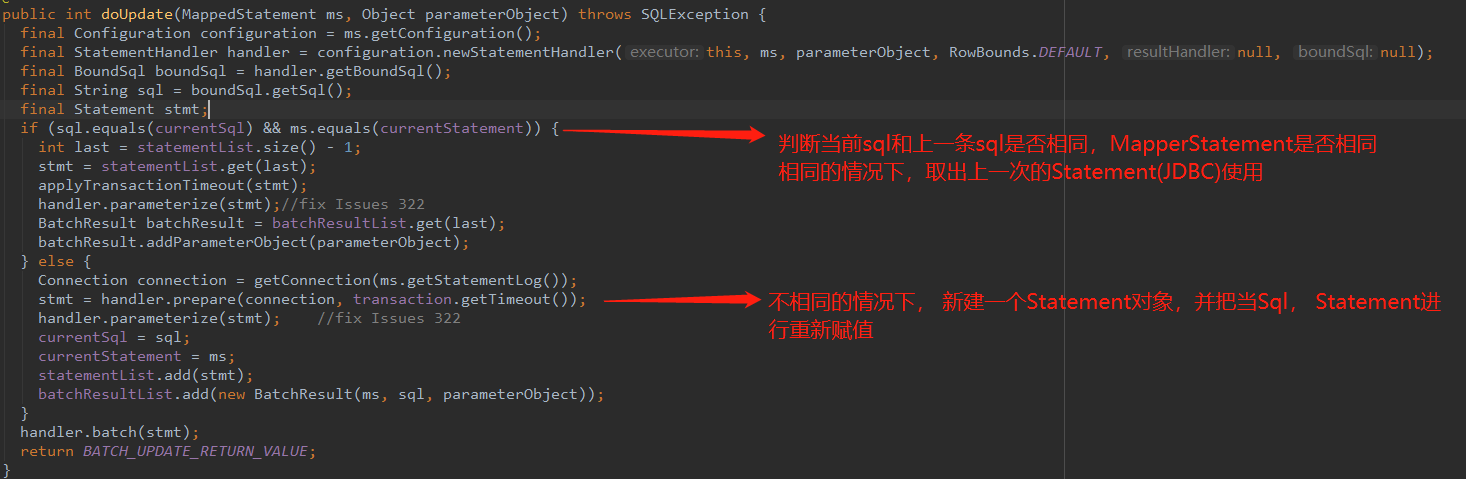 public int doUpdate(MappedStatement ms, Object parameterObject) throws SQLException {
final Configuration configuration = ms.getConfiguration();
final StatementHandler handler = configuration.newStatementHandler( executor: this, ms, parameterObject, RowBounds.DEFAULT, resultHandler: null, boundSql: null);
final BoundSql boundSql = handler.getBoundSql();
final String sql = boundSql.getSql();
final Statement stmt;
if (sql.equals(currentSql) && ms.equals(currentStatement)) {
判断当前sql和上一条sql是否相同，MapperStatement是否相同
int last = statementList.size() - 1;
stmt = statementList.get(last);
相同的情况下，取出上一次的Statement(JDBC)使用
applyTransactionTimeout(stmt);
handler.parameterize(stmt);//fix Issues 322
BatchResult batchResult = batchResultList.get(last);
batchResult.addParameterObject(parameterObject);
} else {
Connection connection = getConnection(ms.getStatementLog());
stmt = handler.prepare(connection, transaction.getTimeout());
不相同的情况下， 新建一个Statement对象，并把当Sql， Statement进
handler.parameterize(stmt);    //fix Issues 322
行重新赋值
currentSql = sql;
currentStatement = ms;
statementList.add(stmt);
batchResultList.add(new BatchResult(ms, sql, parameterObject));
}
handler.batch(stmt);
return BATCH_UPDATE_RETURN_VALUE;
}